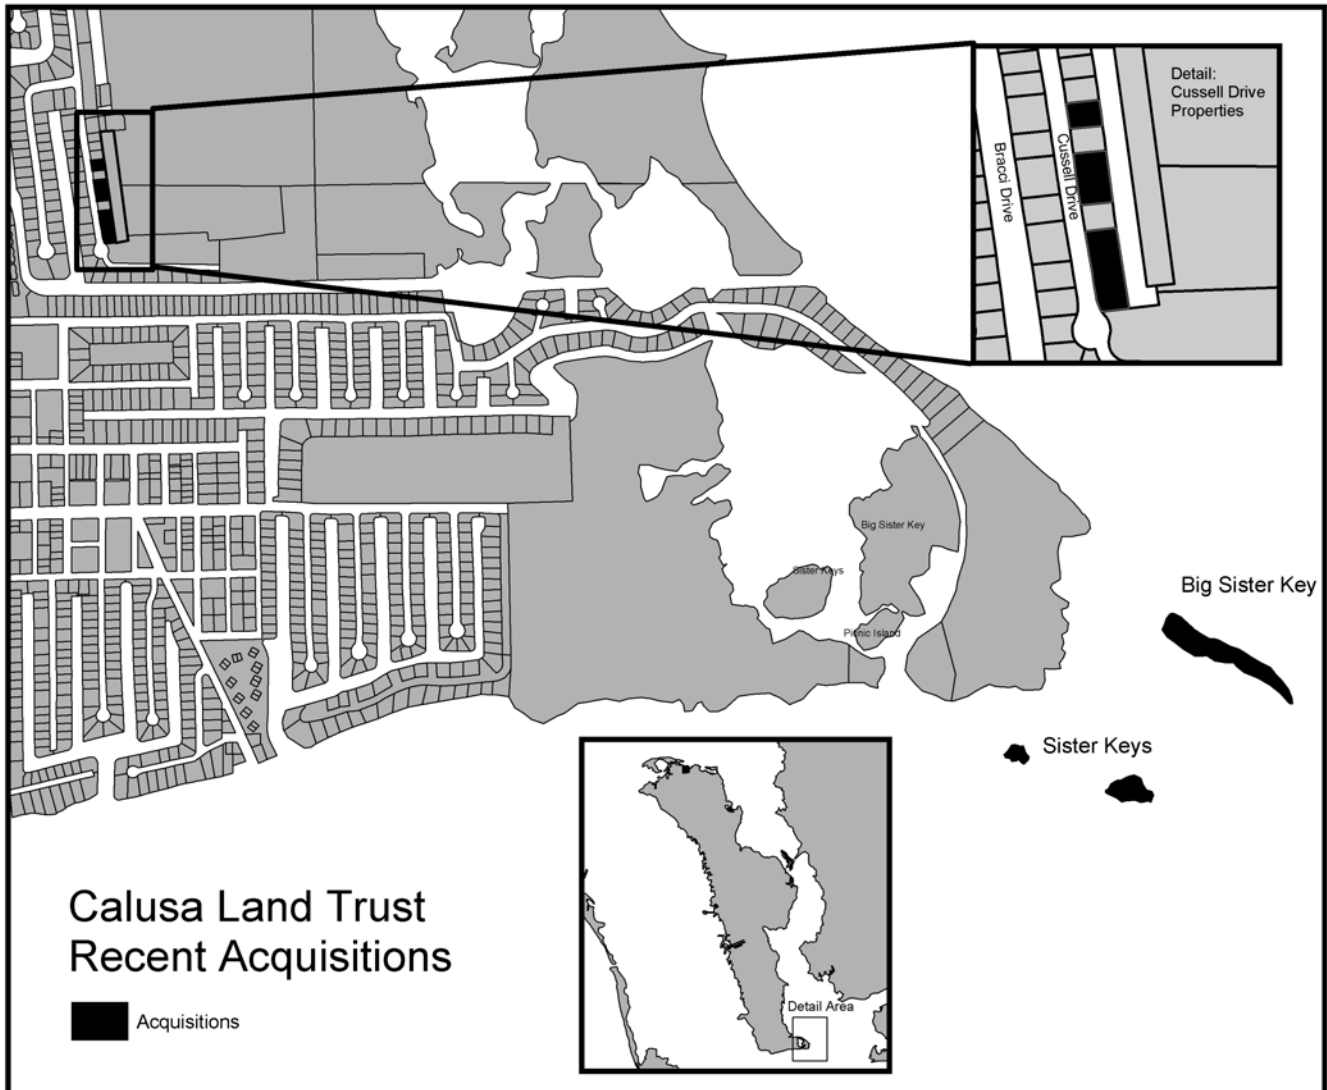 Detail:
Cussell Drive
Properties
Bracci Drive
Cussell Drive
Big Sister Key
Sister Keys
Picnic Island
Big Sister Key
Sister Keys
Calusa Land Trust
Recent Acquisitions
Acquisitions
Detail Area